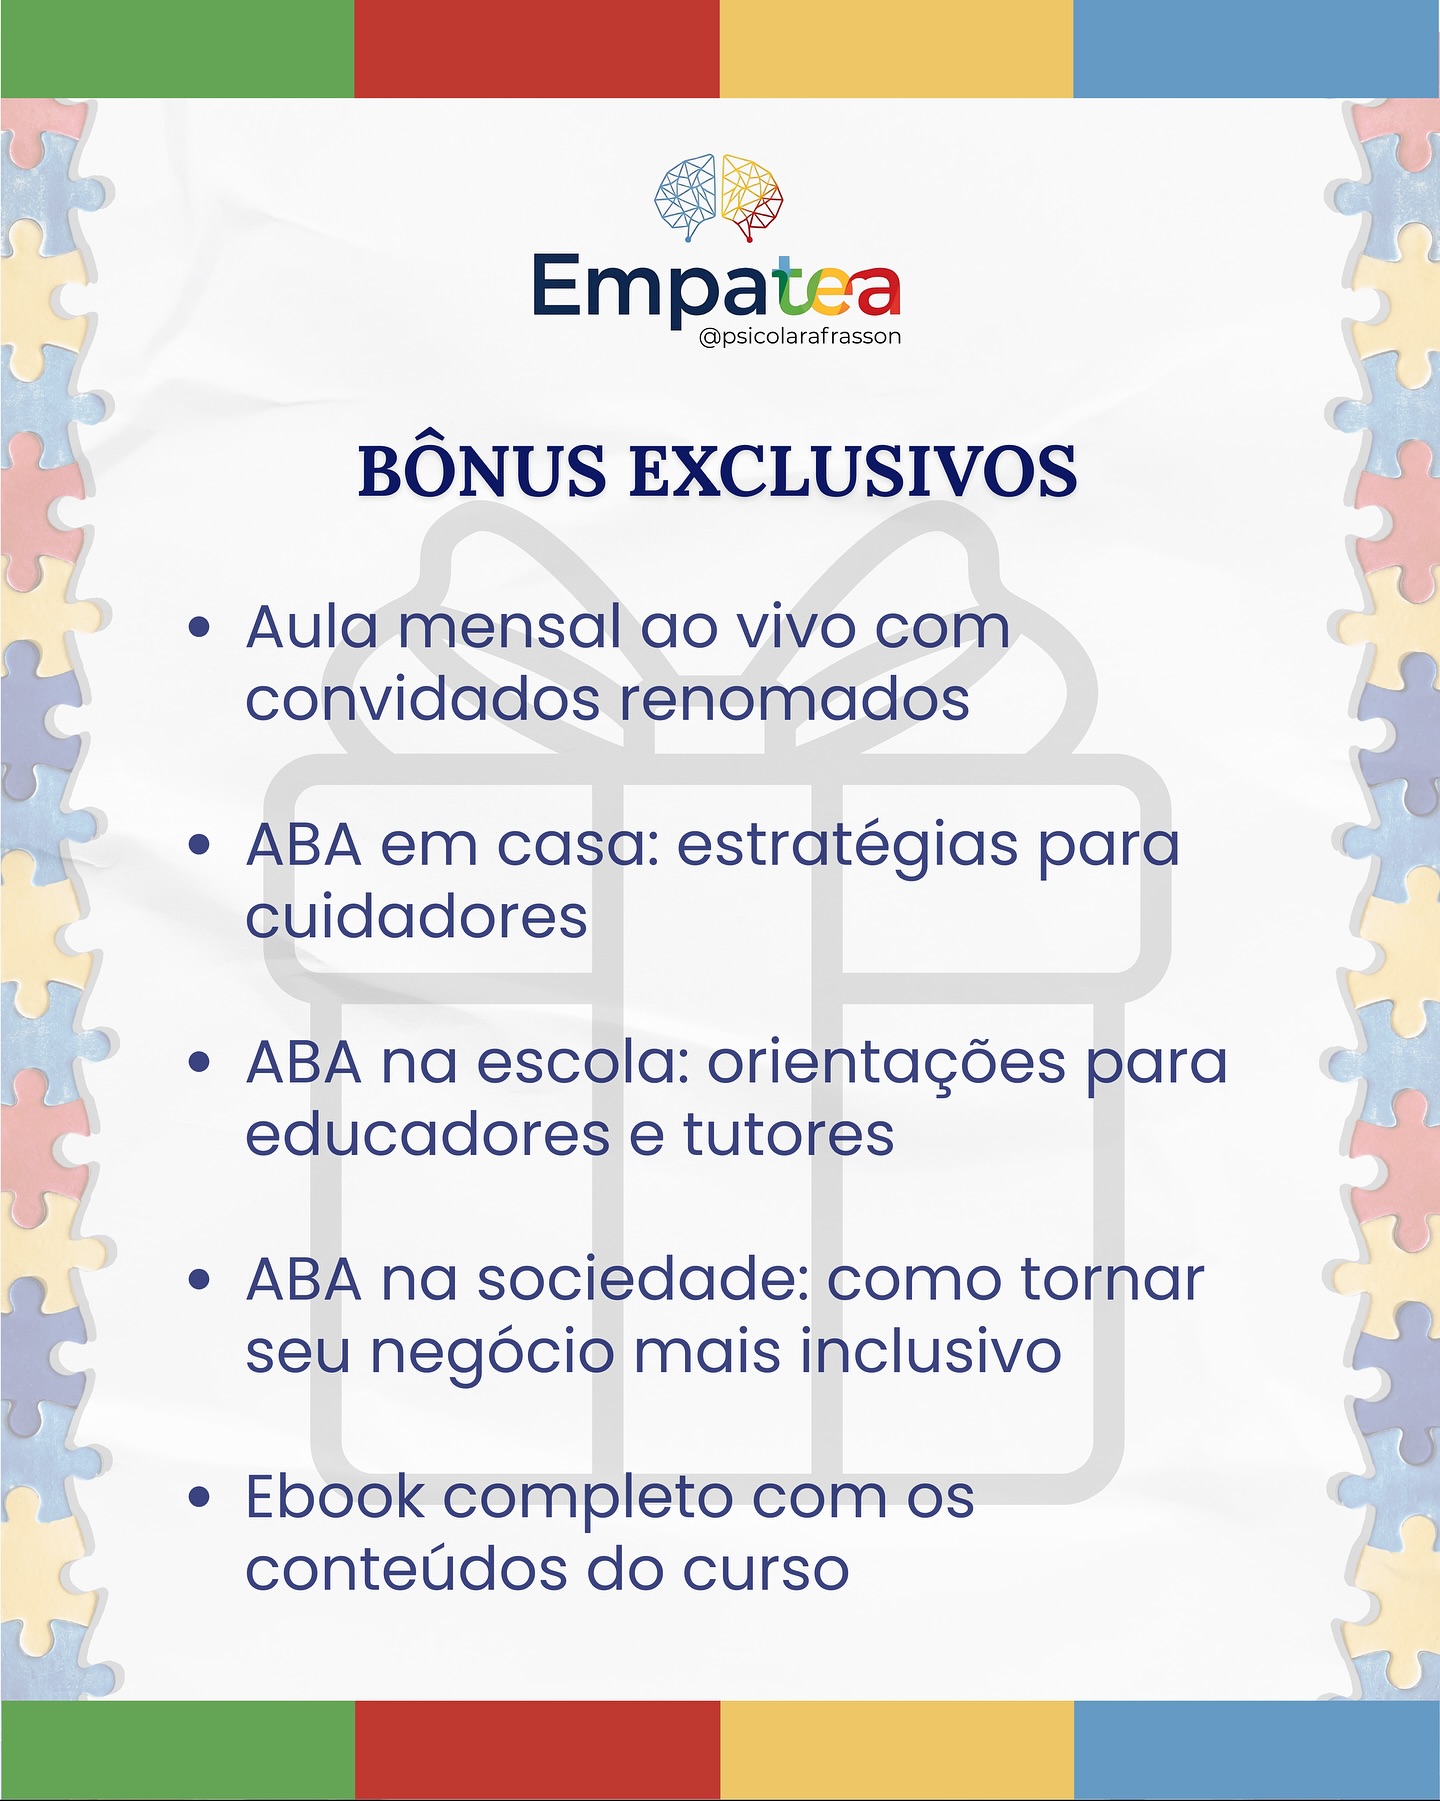 Empatea
@psicolarafrasson
BÔNUS EXCLUSIVOS
• Aula mensal ao vivo com
convidados renomados
• ABA em casa: estratégias para
cuidadores
• ABA na escola: orientações para
educadores e tutores
• ABA na sociedade: como tornar
seu negócio mais inclusivo
• Ebook completo com os
conteúdos do curso